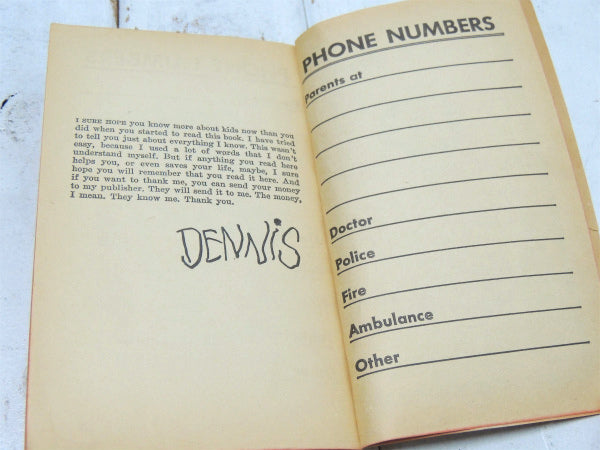 I SURE HOPE you know more about kids now than you
did when you started to read this book. I have tried
to tell you just about everything I know. This wasn't
easy, because I used a lot of words that I don't
understand myself. But if anything you read here
helps you, or even saves your life, maybe, I sure
hope you will remember that you read it here. And
if you want to thank me, you can send your money
to my publisher. They will send it to me. The money,
I mean. They know me. Thank you.
DENNIS
PHONE NUMBERS
Parents at
Doctor
Police
Fire
Ambulance
Other